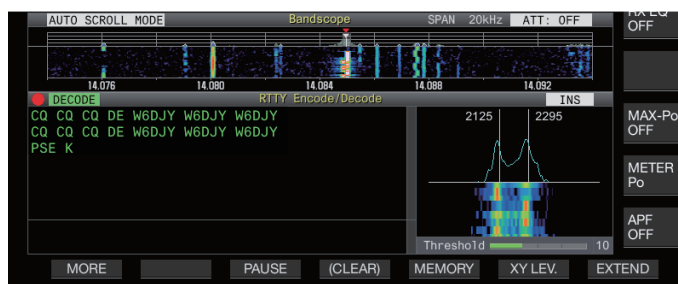 AUTO SCROLL MODE Bandscope SPAN 20kHz ATT: OFF
RX EQ
OFF
14.076 14.080 14.084 14.088 14.092
DECODE RTTY Encode/Decode INS
CQ CQ CQ DE W6DJY W6DJY W6DJY
CQ CQ CQ DE W6DJY W6DJY W6DJY
PSE K
2125 2295
Threshold 10
MAX-Po
OFF
METER
Po
APF
OFF
MORE PAUSE (CLEAR) MEMORY XY LEV. EXTEND